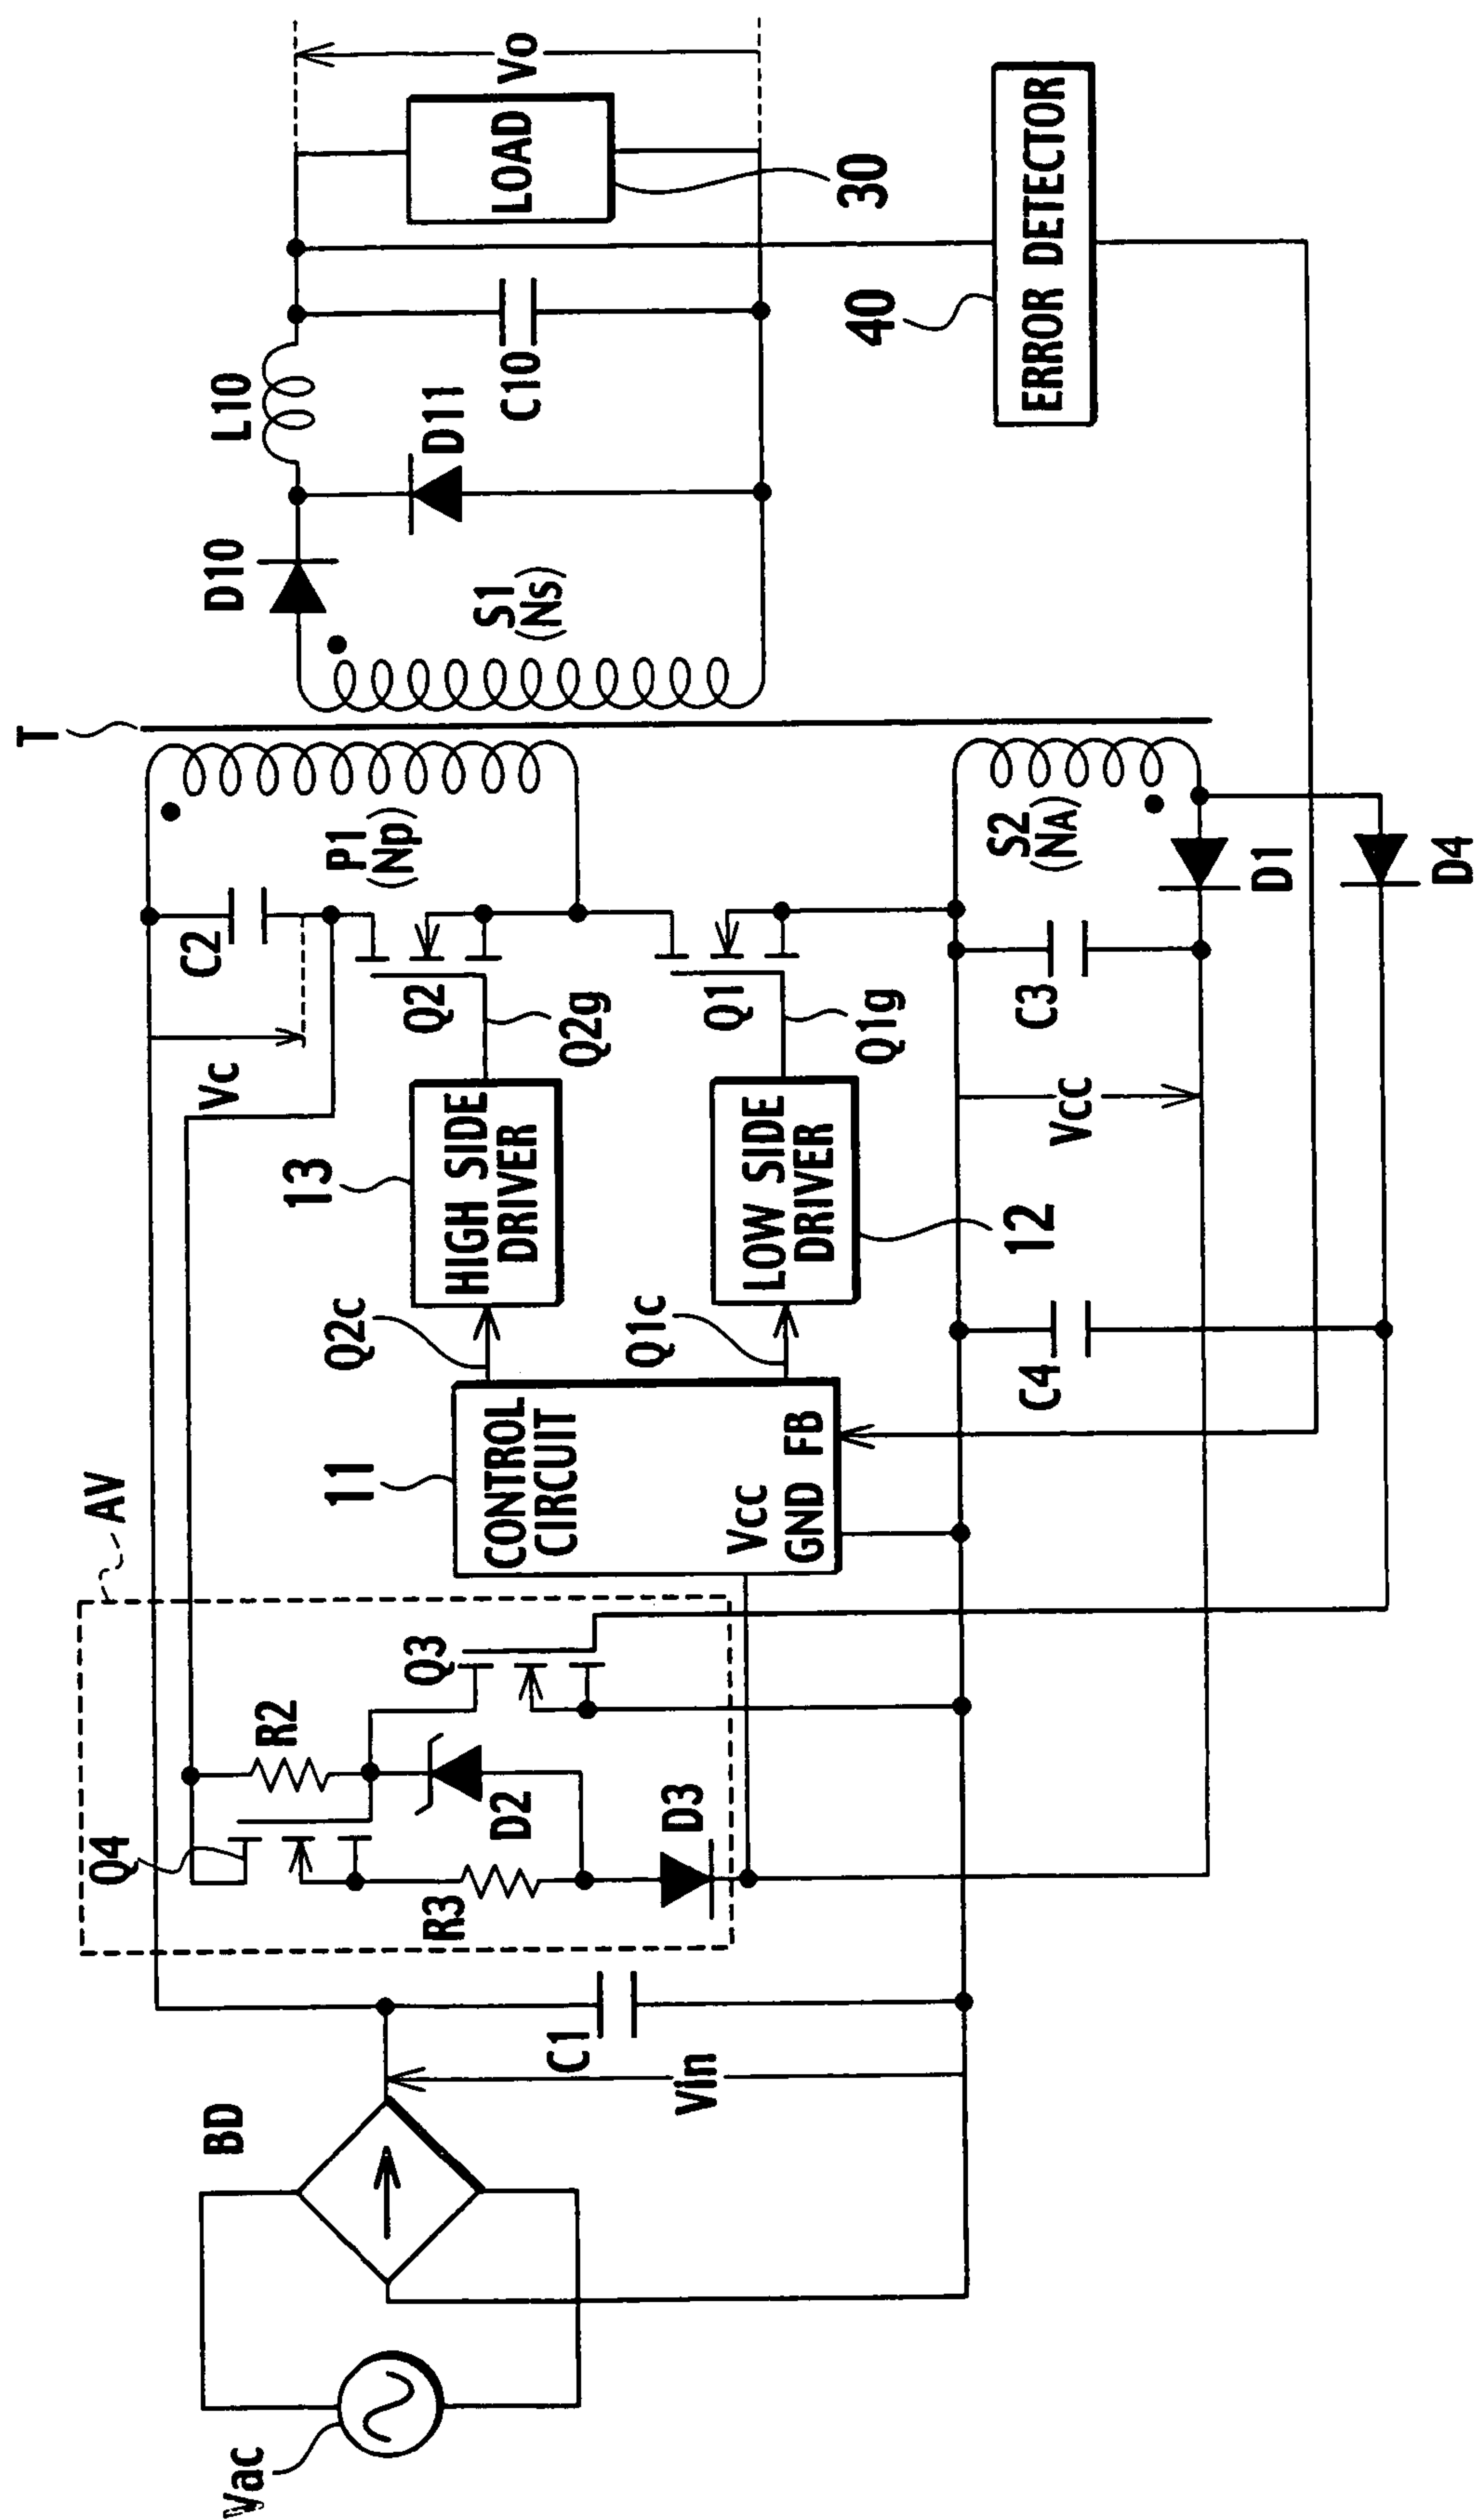 Vac
BD
Vin
C1
AV
Q4
R2
R3
D2
Q3
D3
11
CONTROL
CIRCUIT
Vcc
GND FB
Q2c
Q1c
13
HIGH SIDE
DRIVER
LOW SIDE
DRIVER
12
Vc
C2
Q2
Q2g
Q1
Q1g
C4
Vcc
C3
P1
(Np)
T
S2
(NA)
D1
D4
S1
(Ns)
D10
D11
L10
C10
LOAD
30
Vo
40
ERROR DETECTOR